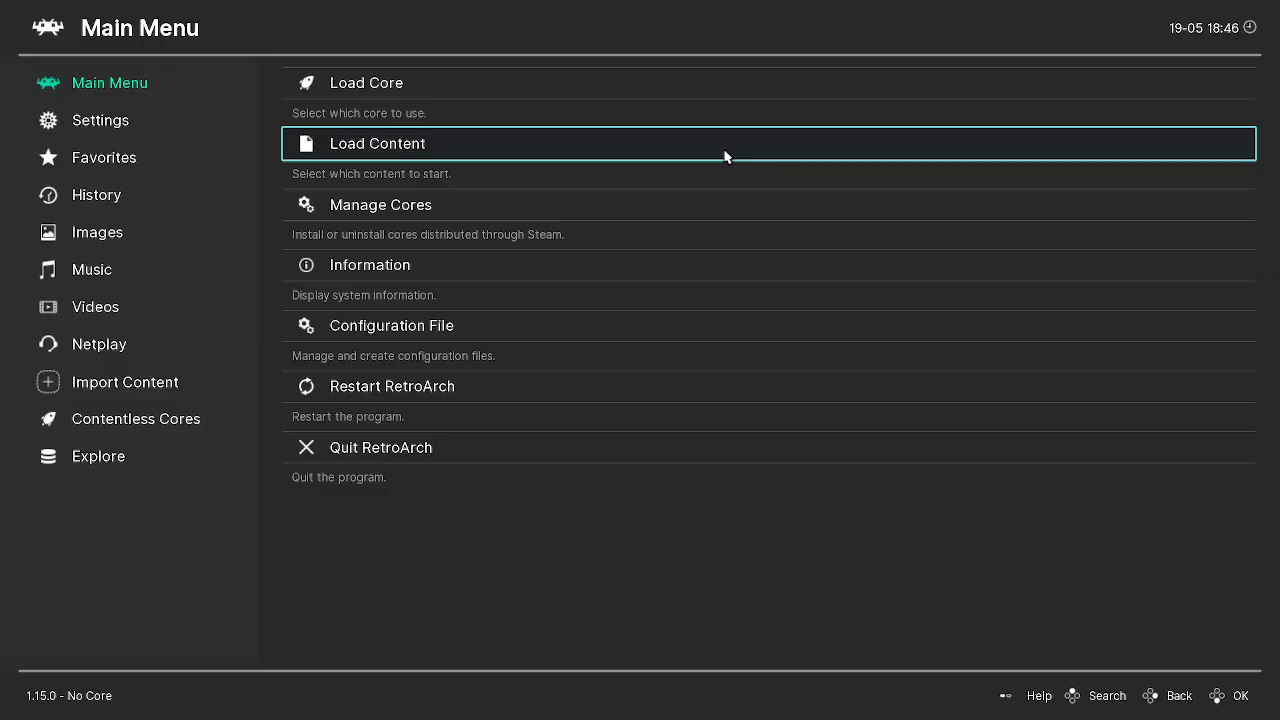 Main Menu
19-05 18:46
Main Menu
Settings
Favorites
History
Images
Music
Videos
Netplay
Import Content
Contentless Cores
Explore
Load Core
Select which core to use.
Load Content
Select which content to start.
Manage Cores
Install or uninstall cores distributed through Steam.
Information
Display system information.
Configuration File
Manage and create configuration files.
Restart RetroArch
Restart the program.
Quit RetroArch
Quit the program.
1.15.0 - No Core
Help Search Back OK